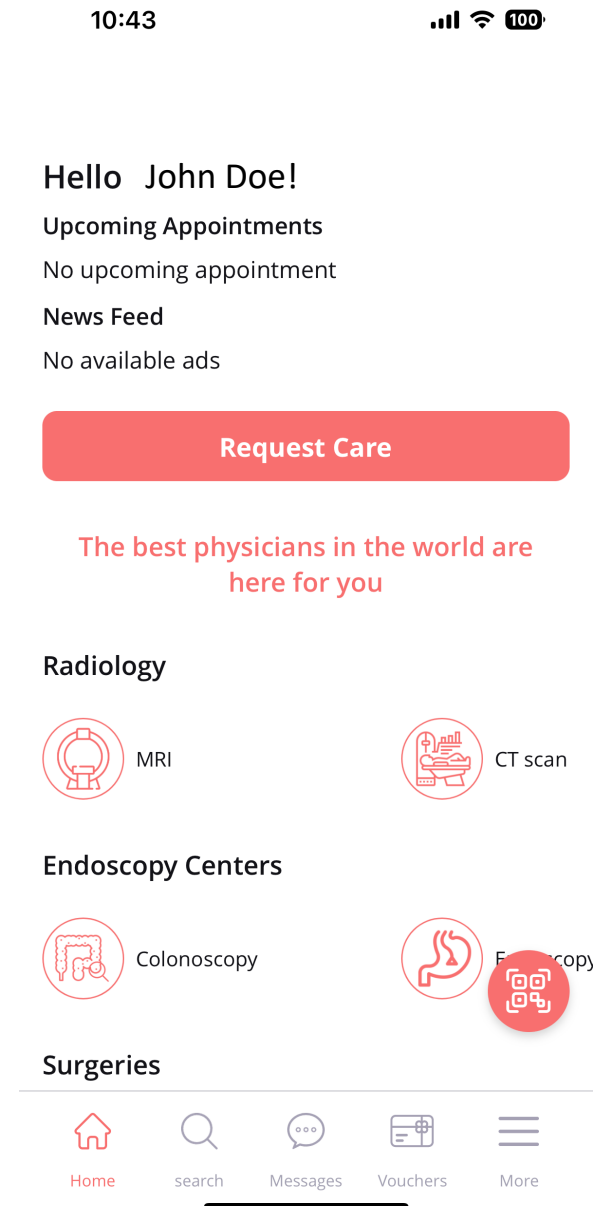 10:43
100
Hello John Doe!
Upcoming Appointments
No upcoming appointment
News Feed
No available ads
Request Care
The best physicians in the world are
here for you
Radiology
MRI
CT scan
Endoscopy Centers
Colonoscopy
Surgeries
Home
search
Messages
Vouchers
More